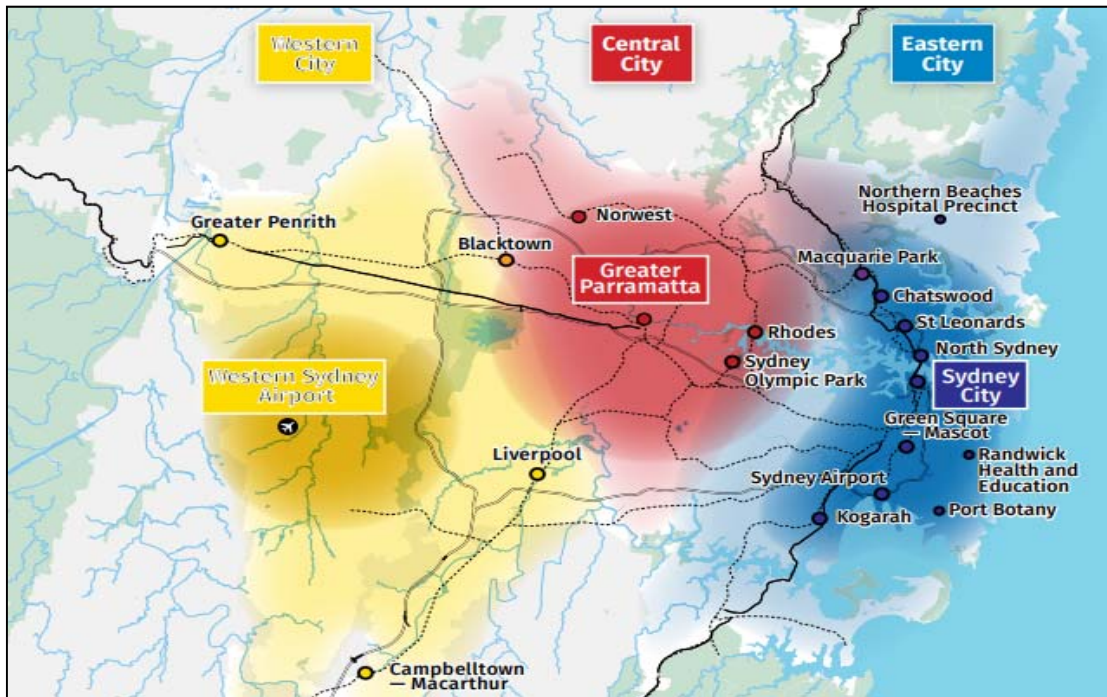 Western
City
Central
City
Eastern
City
Northern Beaches
Hospital Precinct
Greater Penrith
Norwest
Blacktown
Macquarie Park
Greater
Parramatta
Chatswood
St Leonards
Rhodes
North Sydney
Sydney
Olympic Park
Western Sydney
Airport
Sydney
City
Green Square
— Mascot
Liverpool
Randwick
Health and
Education
Sydney Airport
Port Botany
Kogarah
Campbelltown
— Macarthur